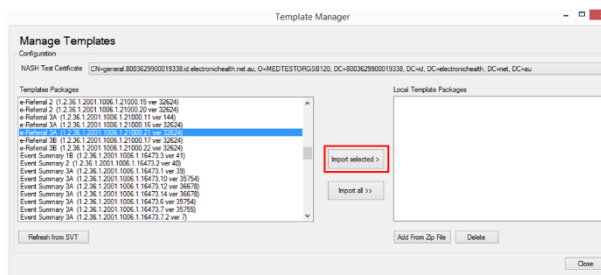 Template Manager
Manage Templates
Configuration
NASH Test Certificate CN=general.8003629900019338.id.electronichealth.net.au, O=MEDTESTORGSB120, DC=8003629900019338, DC=id, DC=electronichealth, DC=net, DC=au
Templates Packages
Local Template Packages
e-Referral 2 (1.2.36.1.2001.1006.1.21000.15 ver 32624)
e-Referral 2 (1.2.36.1.2001.1006.1.21000.20 ver 32624)
e-Referral 3A (1.2.36.1.2001.1006.1.21000.11 ver 144)
e-Referral 3A (1.2.36.1.2001.1006.1.21000.16 ver 32624)
e-Referral 3A (1.2.36.1.2001.1006.1.21000.21 ver 32624)
e-Referral 3B (1.2.36.1.2001.1006.1.21000.17 ver 32624)
e-Referral 3B (1.2.36.1.2001.1006.1.21000.22 ver 32624)
Event Summary 1B (1.2.36.1.2001.1006.1.16473.3 ver 41)
Event Summary 2 (1.2.36.1.2001.1006.1.16473.2 ver 40)
Event Summary 3A (1.2.36.1.2001.1006.1.16473.1 ver 39)
Event Summary 3A (1.2.36.1.2001.1006.1.16473.10 ver 35754)
Event Summary 3A (1.2.36.1.2001.1006.1.16473.12 ver 36678)
Event Summary 3A (1.2.36.1.2001.1006.1.16473.14 ver 36678)
Event Summary 3A (1.2.36.1.2001.1006.1.16473.6 ver 35754)
Event Summary 3A (1.2.36.1.2001.1006.1.16473.7 ver 35755)
Event Summary 3A (1.2.36.1.2001.1006.1.16473.7.2 ver 7)
Import selected >
Import all >>
Refresh from SVT
Add From Zip File
Delete
Close